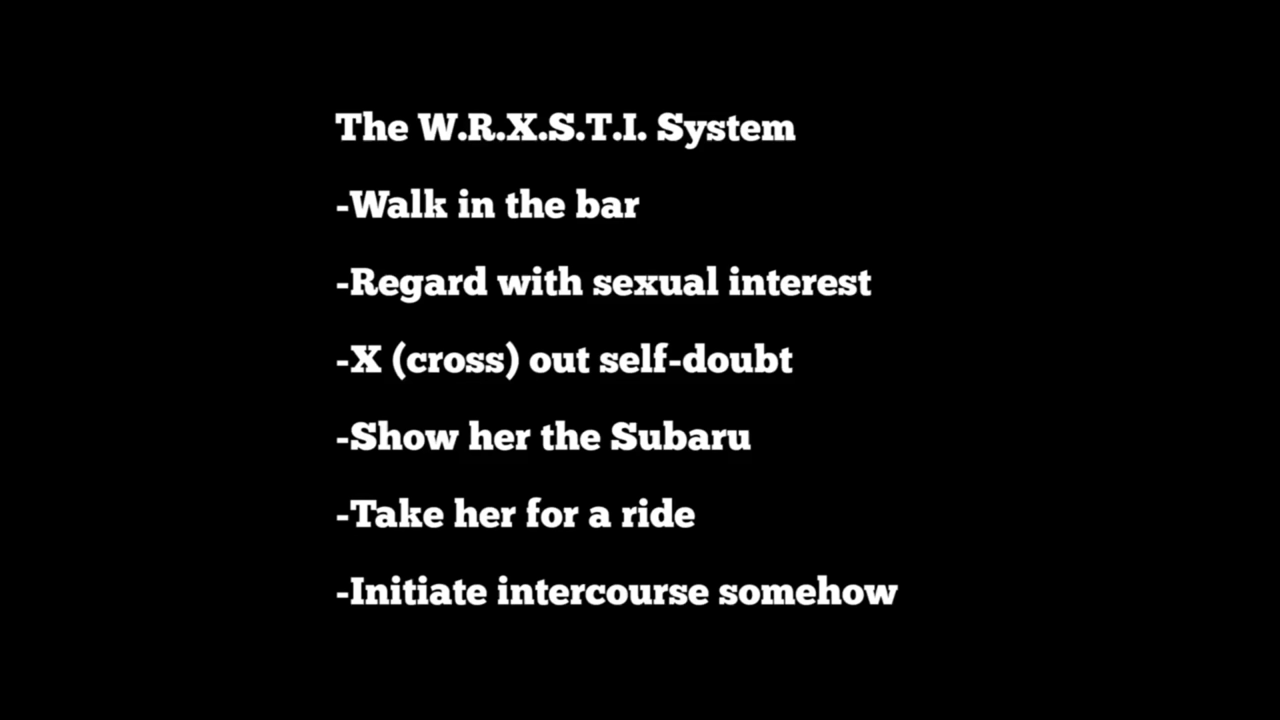 The W.R.X.S.T.I. System
-Walk in the bar
-Regard with sexual interest
-X (cross) out self-doubt
-Show her the Subaru
-Take her for a ride
-Initiate intercourse somehow